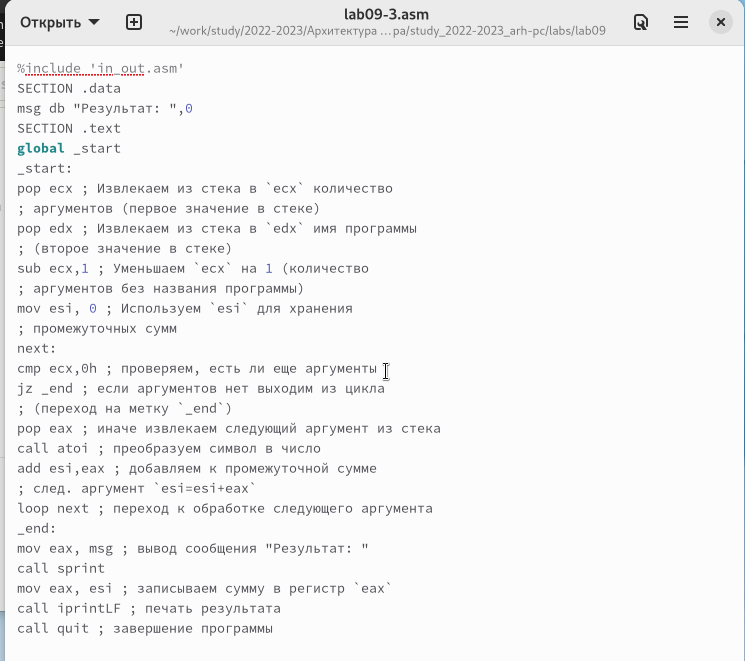 Открыть
lab09-3.asm
~/work/study/2022-2023/Архитектура ...pa/study_2022-2023_arh-pc/labs/lab09
%include 'in_out.asm'
SECTION .data
msg db "Результат: ",0
SECTION .text
global _start
_start:
pop ecx ; Извлекаем из стека в `ecx` количество
; аргументов (первое значение в стеке)
pop edx ; Извлекаем из стека в `edx` имя программы
; (второе значение в стеке)
sub ecx,1 ; Уменьшаем `ecx` на 1 (количество
; аргументов без названия программы)
mov esi, 0 ; Используем `esi` для хранения
; промежуточных сумм
next:
cmp ecx,0h ; проверяем, есть ли еще аргументы
jz _end ; если аргументов нет выходим из цикла
; (переход на метку `_end`)
pop eax ; иначе извлекаем следующий аргумент из стека
call atoi ; преобразуем символ в число
add esi,eax ; добавляем к промежуточной сумме
; след. аргумент `esi=esi+eax`
loop next ; переход к обработке следующего аргумента
_end:
mov eax, msg ; вывод сообщения "Результат: "
call sprint
mov eax, esi ; записываем сумму в регистр `eax`
call iprintLF ; печать результата
call quit ; завершение программы